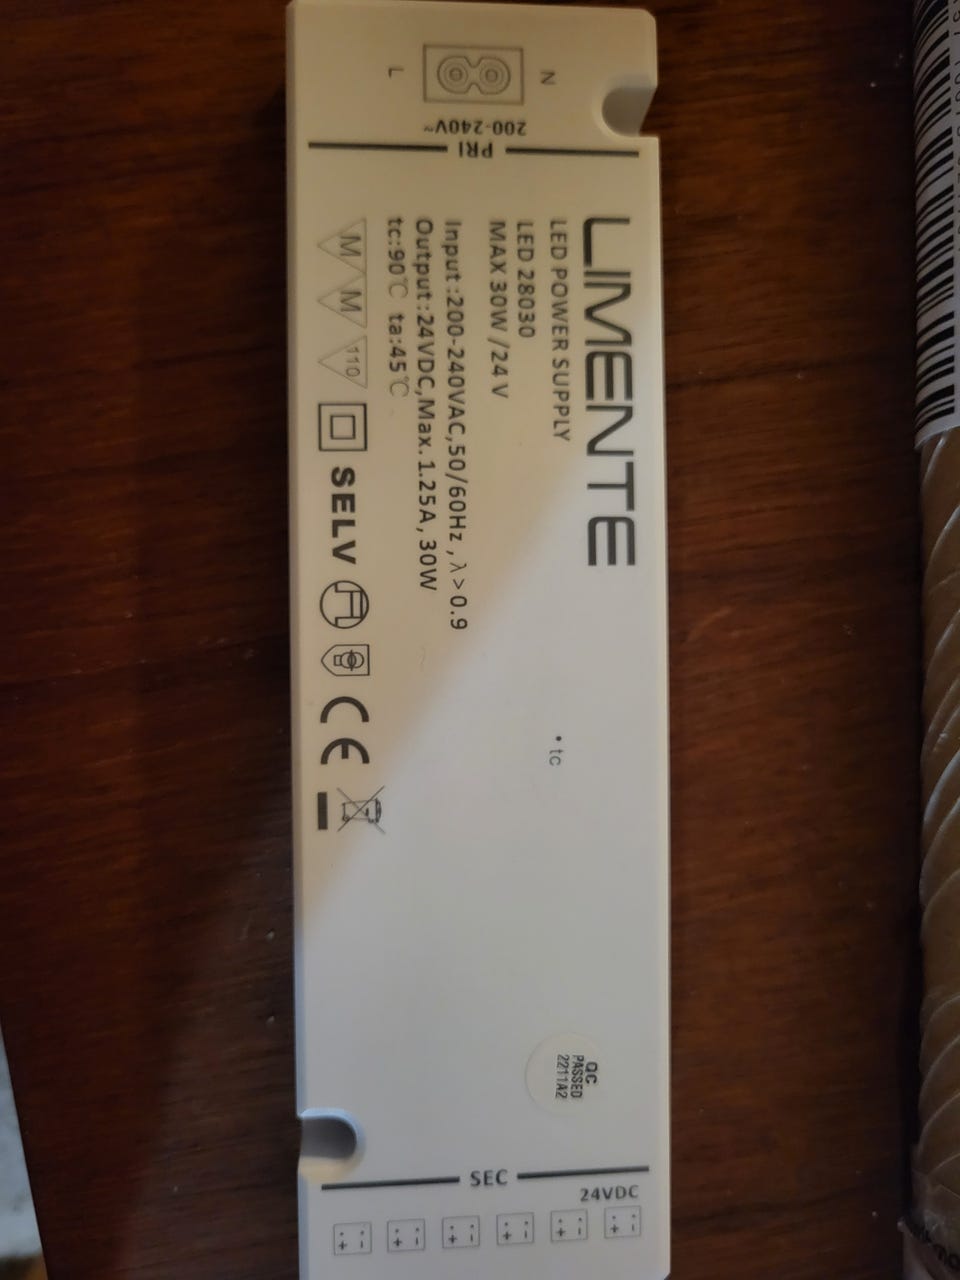 N
L
200-240V~
PRI
LIMENTE
LED POWER SUPPLY
LED 28030
MAX 30W /24 V
Input :200-240VAC,50/60Hz , λ>0.9
Output :24VDC,Max. 1.25A, 30W
tc:90℃ ta:45℃
M M 110 SELV CE
• tc
QC
PASSED
2211A2
SEC
24VDC
- + - + - + - + - + - +